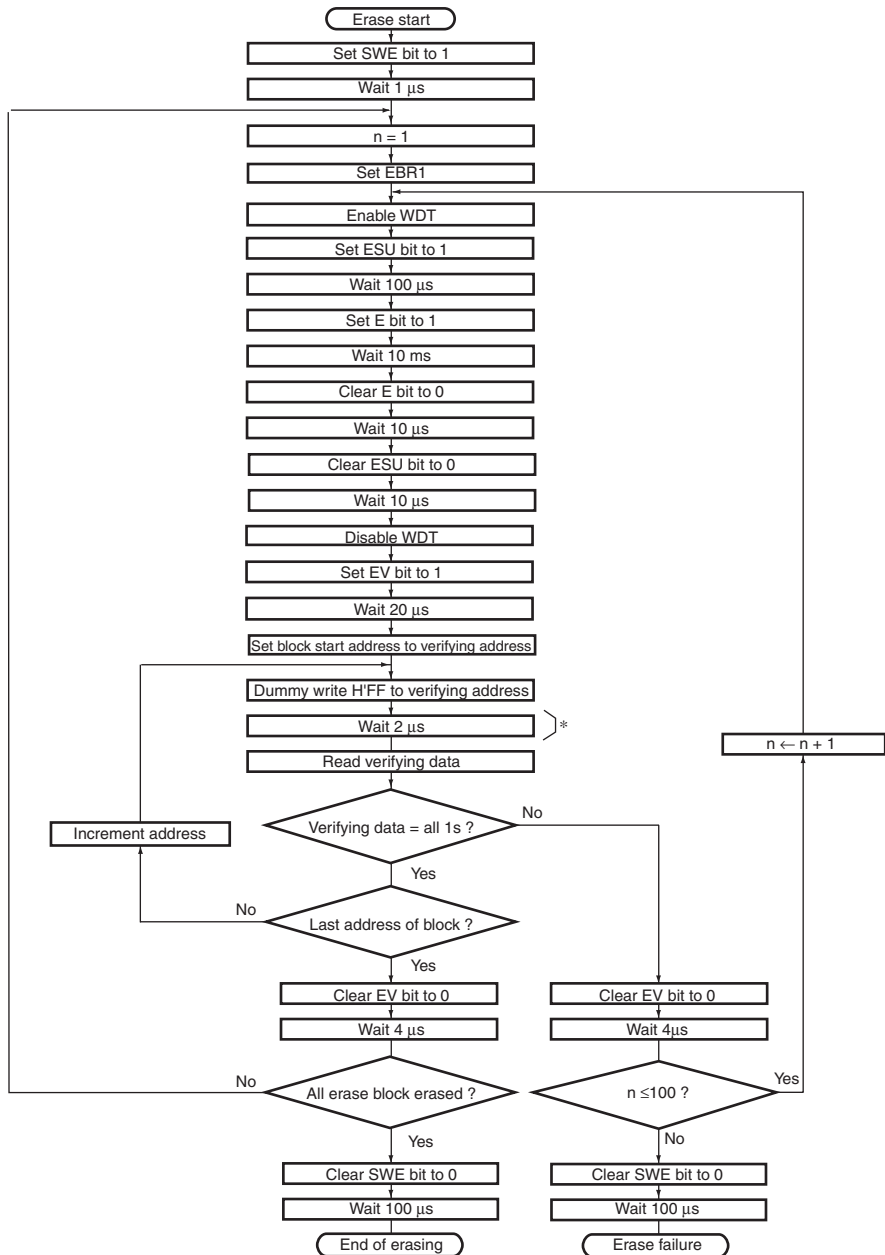 Erase start
Set SWE bit to 1
Wait 1 μs
n = 1
Set EBR1
Enable WDT
Set ESU bit to 1
Wait 100 μs
Set E bit to 1
Wait 10 ms
Clear E bit to 0
Wait 10 μs
Clear ESU bit to 0
Wait 10 μs
Disable WDT
Set EV bit to 1
Wait 20 μs
Set block start address to verifying address
Dummy write H'FF to verifying address
Wait 2 μs
*
n ← n + 1
Read verifying data
Increment address
Verifying data = all 1s ?
No
Yes
No
Last address of block ?
Yes
Clear EV bit to 0
Clear EV bit to 0
Wait 4 μs
Wait 4μs
No
All erase block erased ?
n ≤100 ?
Yes
Yes
No
Clear SWE bit to 0
Clear SWE bit to 0
Wait 100 μs
Wait 100 μs
End of erasing
Erase failure